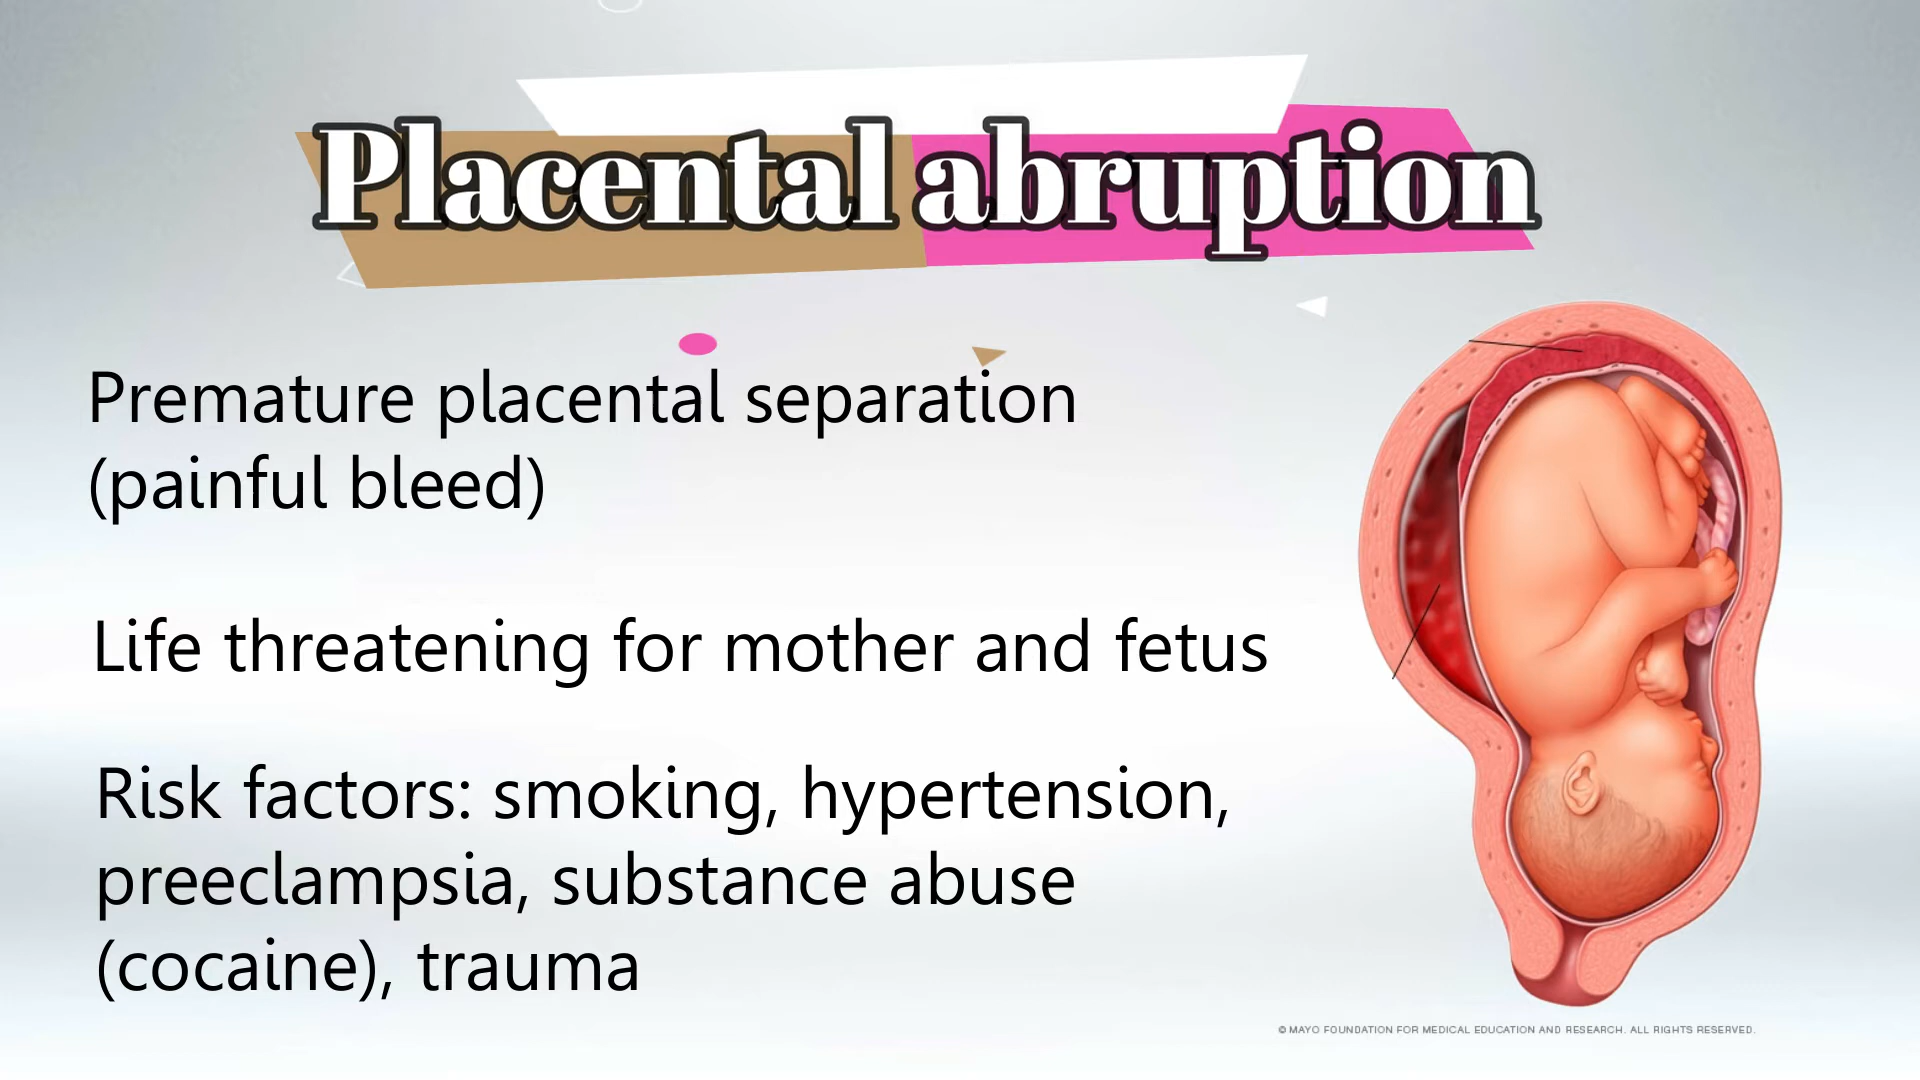 Placental abruption
Premature placental separation
(painful bleed)
Life threatening for mother and fetus
Risk factors: smoking, hypertension,
preeclampsia, substance abuse
(cocaine), trauma
© MAYO FOUNDATION FOR MEDICAL EDUCATION AND RESEARCH. ALL RIGHTS RESERVED.